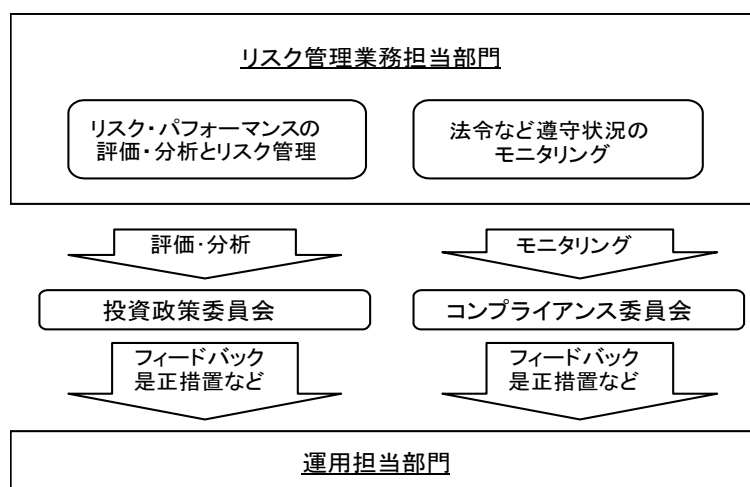 リスク管理業務担当部門
リスク・パフォーマンスの
評価・分析とリスク管理
法令など遵守状況の
モニタリング
評価・分析
モニタリング
投資政策委員会
コンプライアンス委員会
フィードバック
是正措置など
フィードバック
是正措置など
運用担当部門